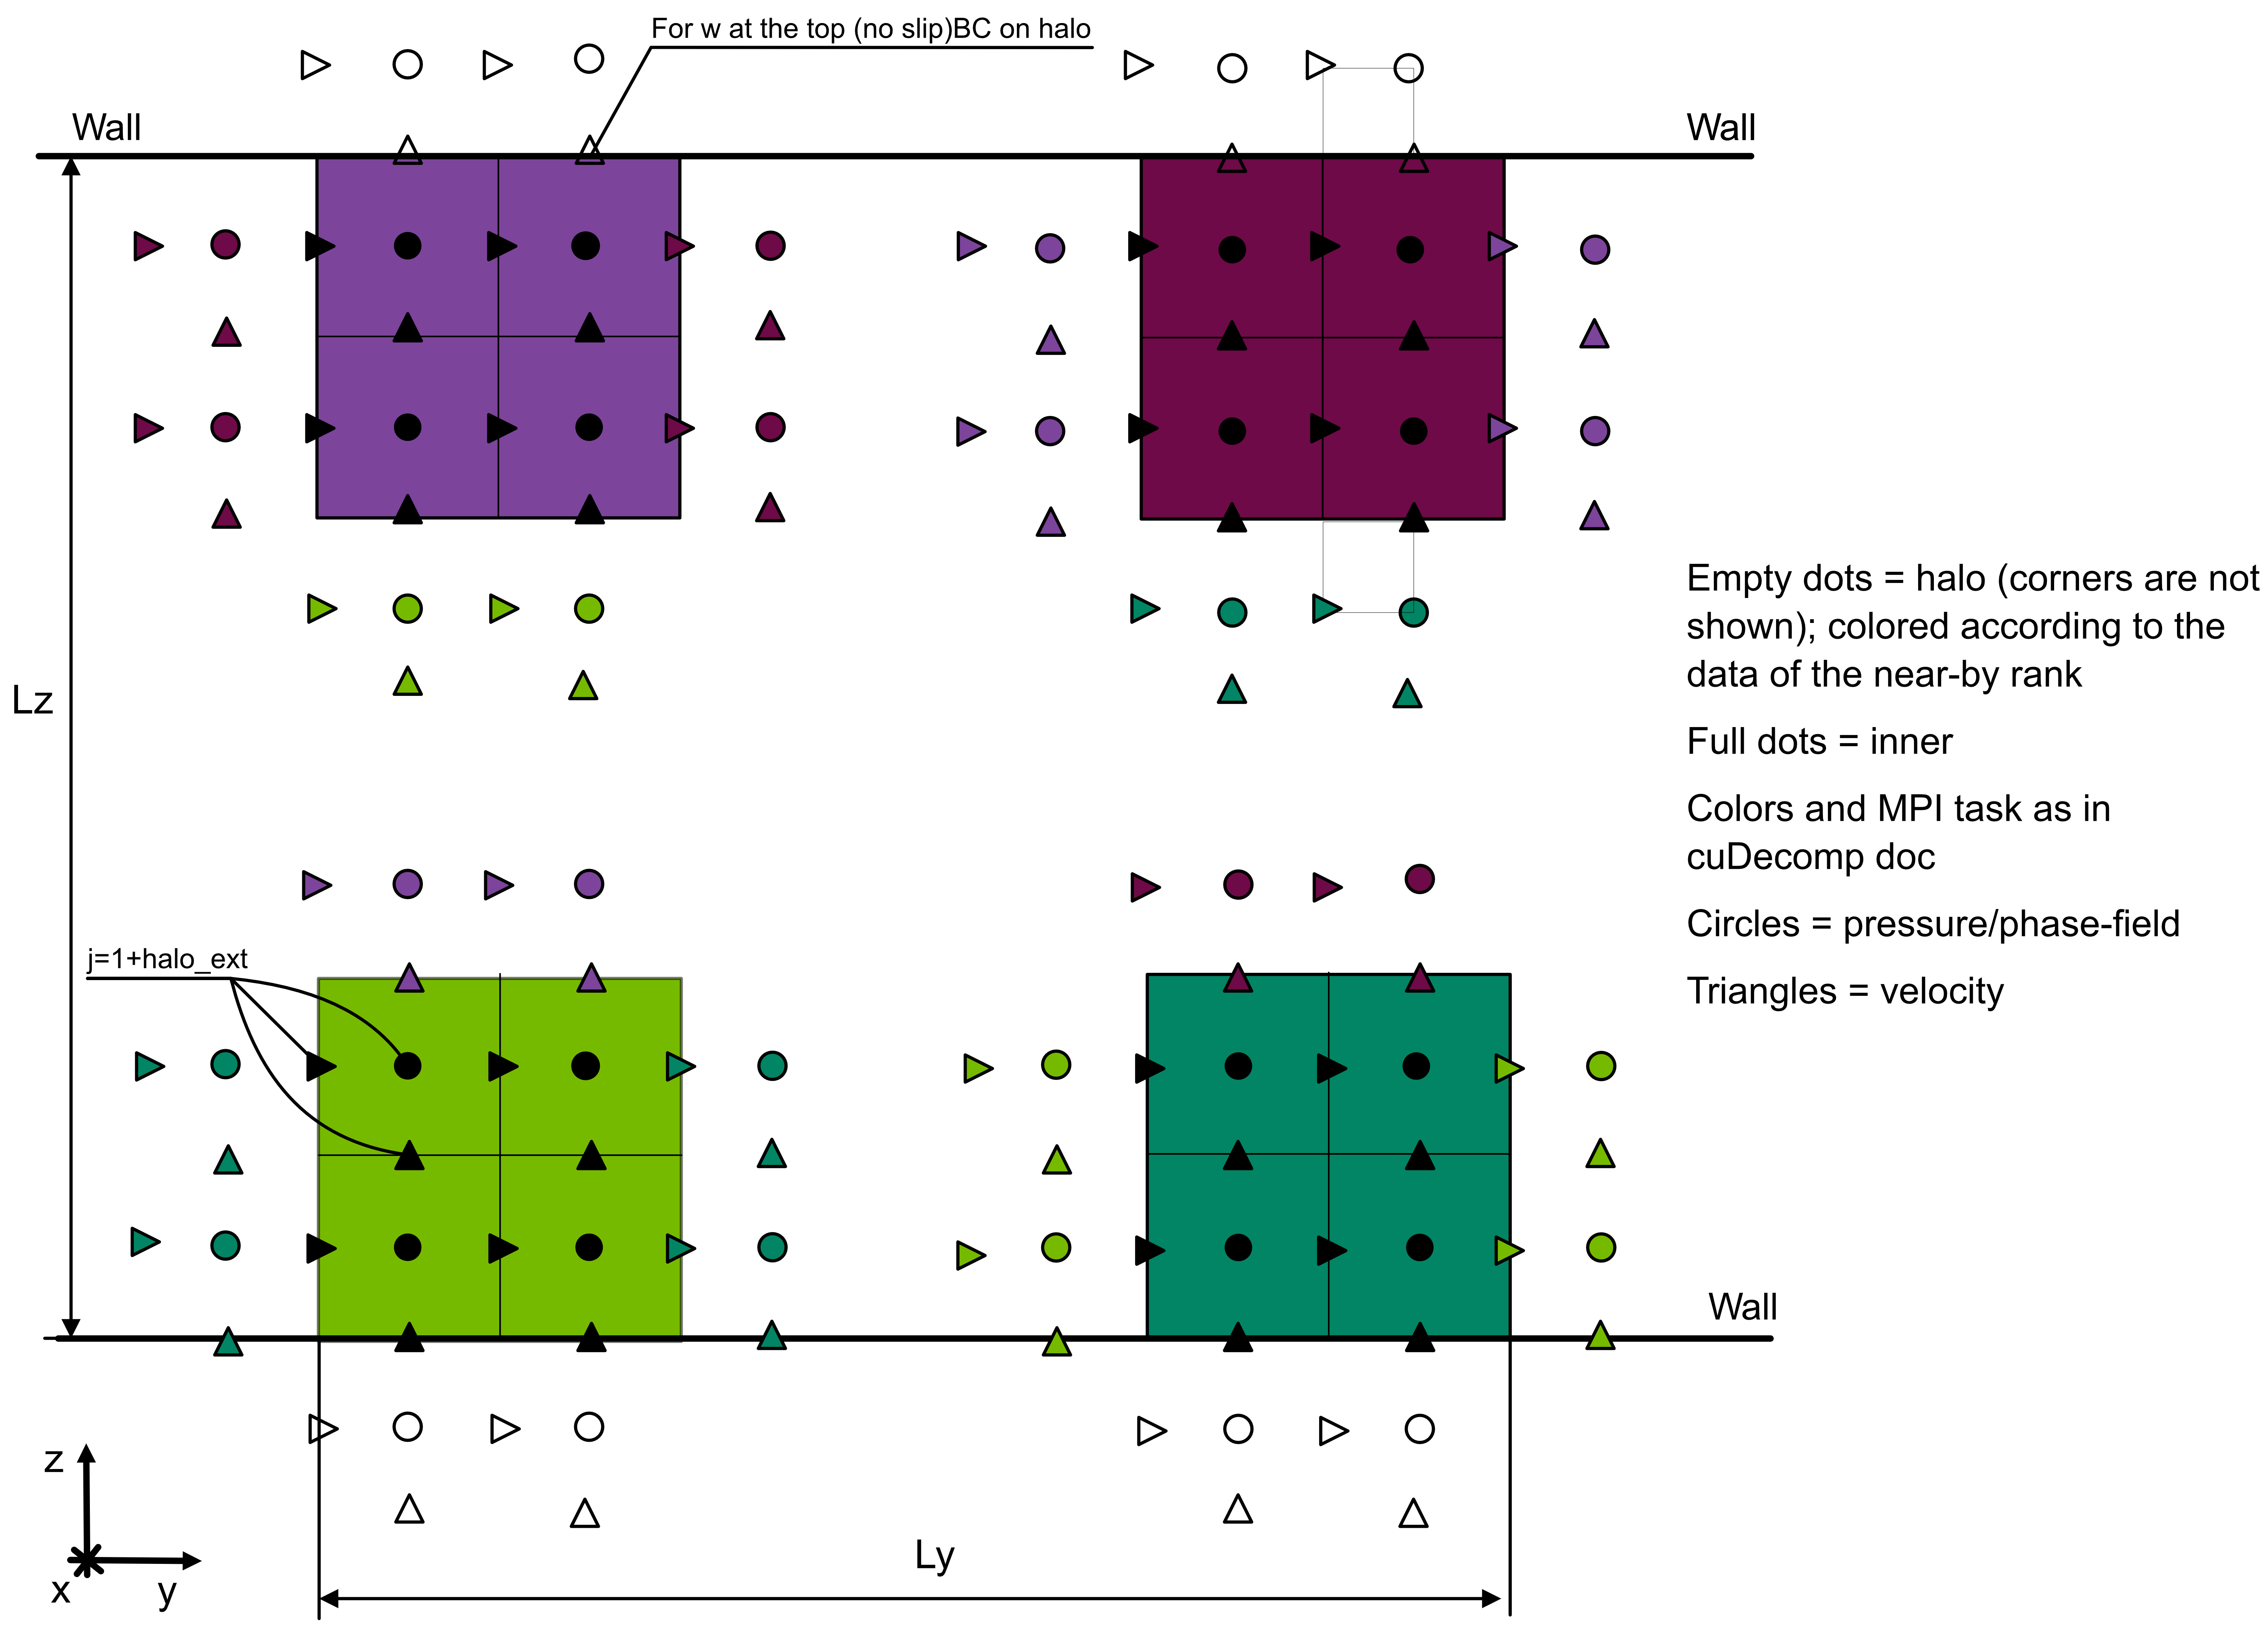 For w at the top (no slip)BC on halo
Wall
Wall
Lz
Empty dots = halo (corners are not
shown); colored according to the
data of the near-by rank
Full dots = inner
Colors and MPI task as in
cuDecomp doc
Circles = pressure/phase-field
Triangles = velocity
j=1+halo_ext
Wall
z
x
y
Ly